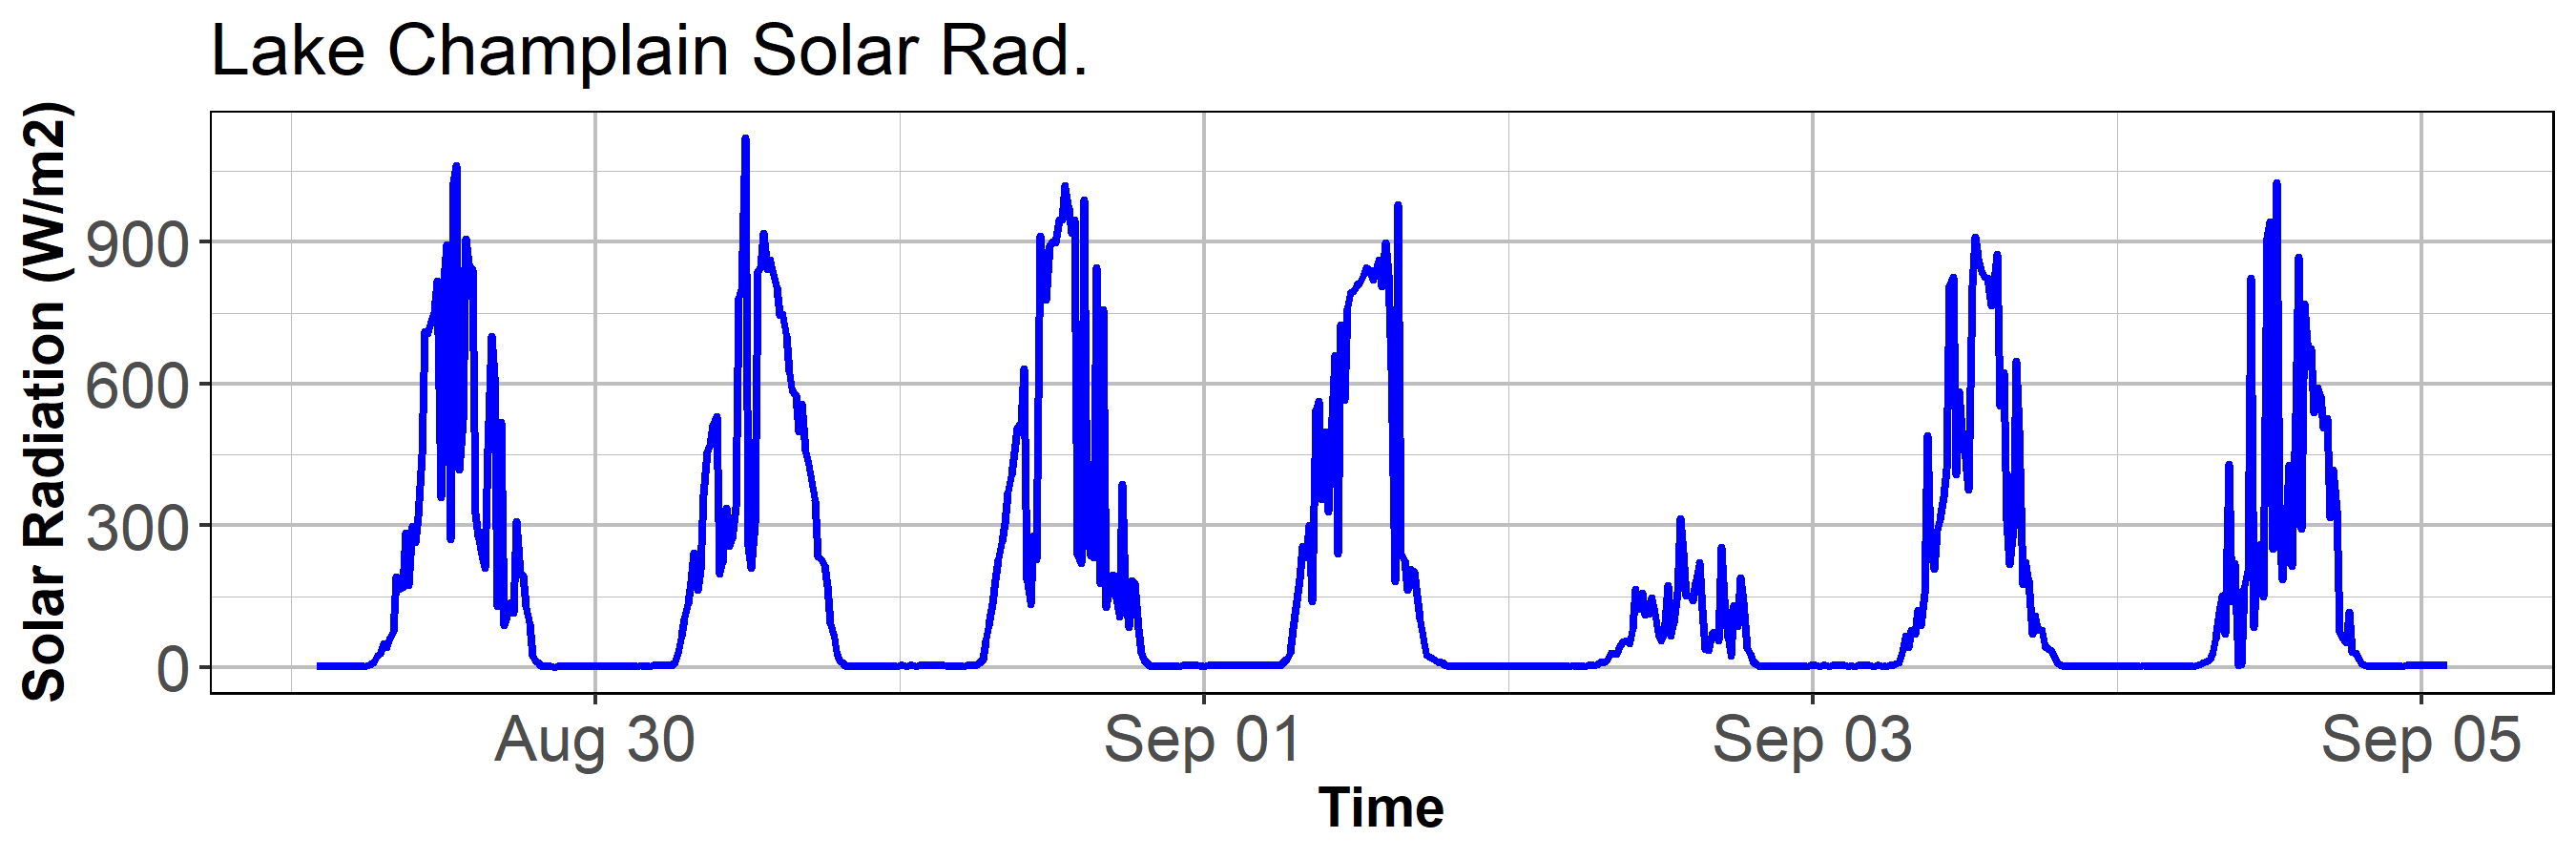 Lake Champlain Solar Rad.
Solar Radiation (W/m2)
900
600
300
0
Aug 30 Sep 01 Sep 03 Sep 05
Time